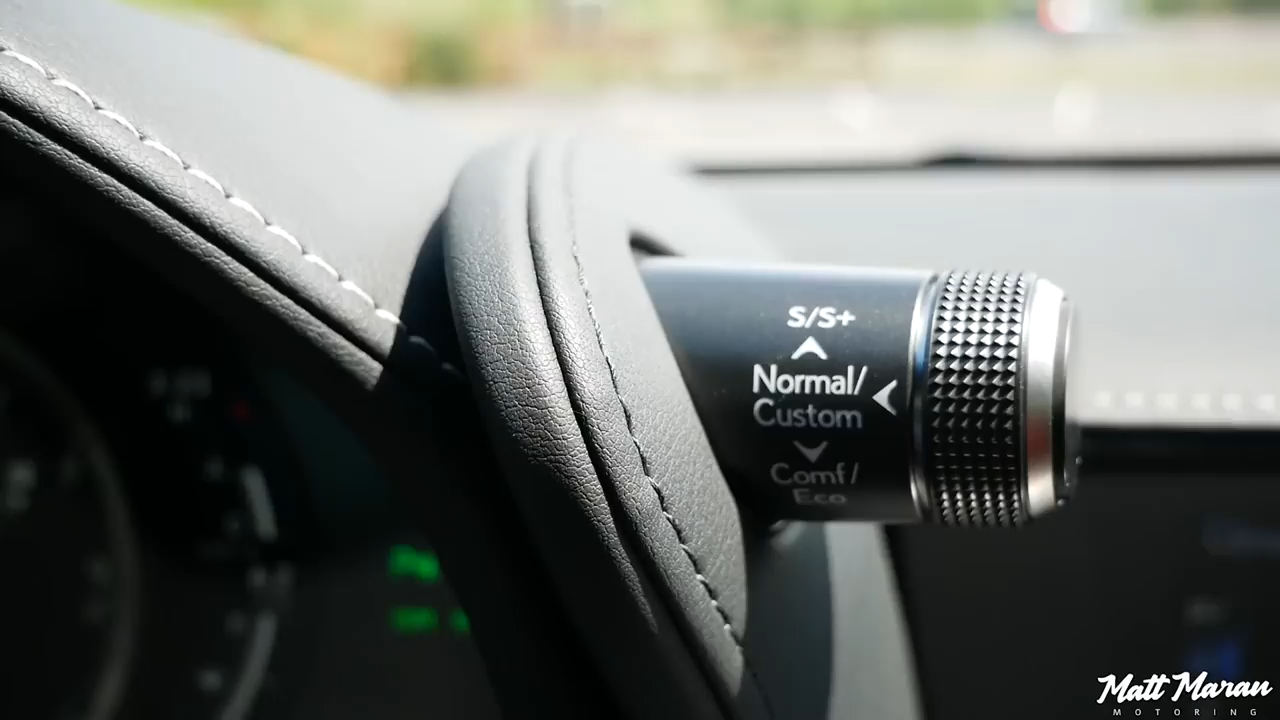 S/S+
Normal/
Custom
Comf/
Eco
Matt Maran
MOTORING